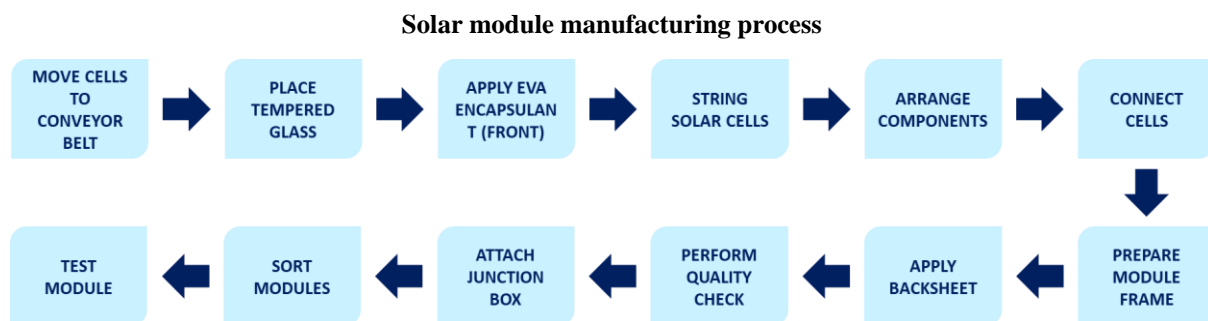 Solar module manufacturing process
MOVE CELLS
TO
CONVEYOR
BELT
PLACE
TEMPERED
GLASS
APPLY EVA
ENCAPSULAN
T (FRONT)
STRING
SOLAR CELLS
ARRANGE
COMPONENTS
CONNECT
CELLS
PREPARE
MODULE
FRAME
APPLY
BACKSHEET
PERFORM
QUALITY
CHECK
ATTACH
JUNCTION
BOX
SORT
MODULES
TEST
MODULE